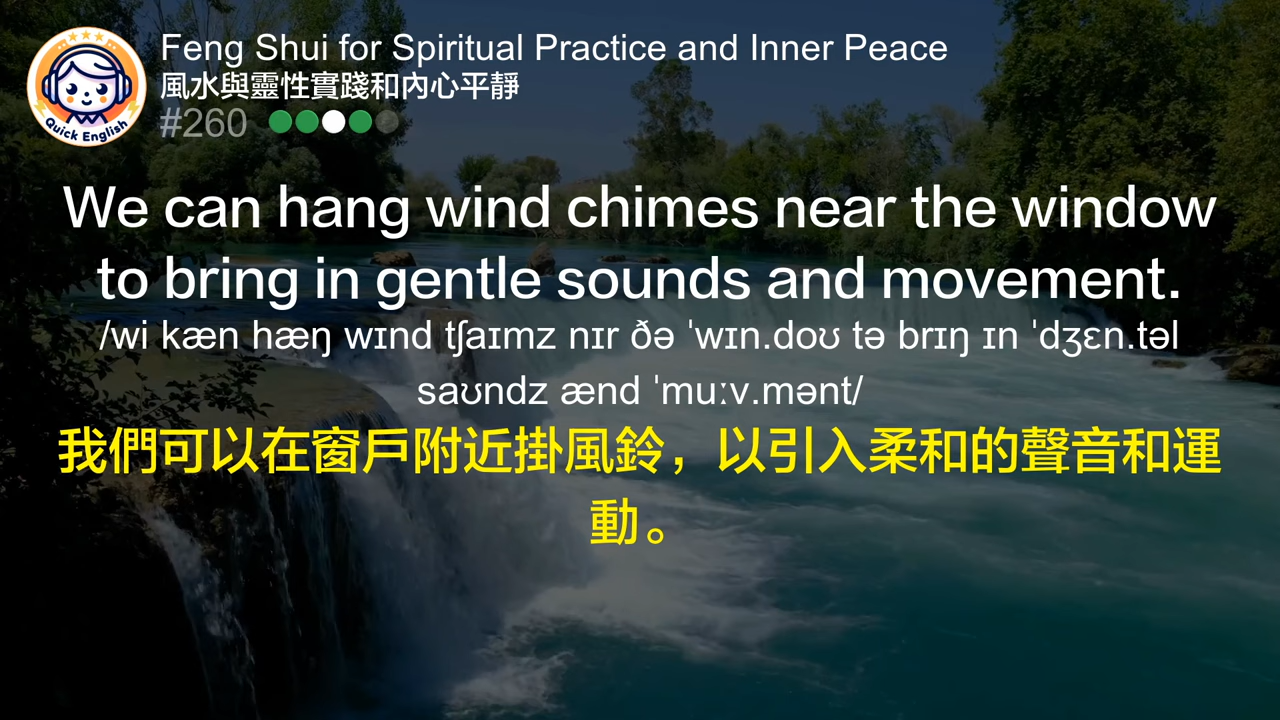 Quick English
Feng Shui for Spiritual Practice and Inner Peace
風水與靈性實踐和內心平靜
#260
We can hang wind chimes near the window
to bring in gentle sounds and movement.
/wi kæn hæŋ wɪnd tʃaɪmz nɪr ðə ˈwɪn.doʊ tə brɪŋ ɪn ˈdʒɛn.təl
saʊndz ænd ˈmuːv.mənt/
我們可以在窗戶附近掛風鈴，以引入柔和的聲音和運
動。